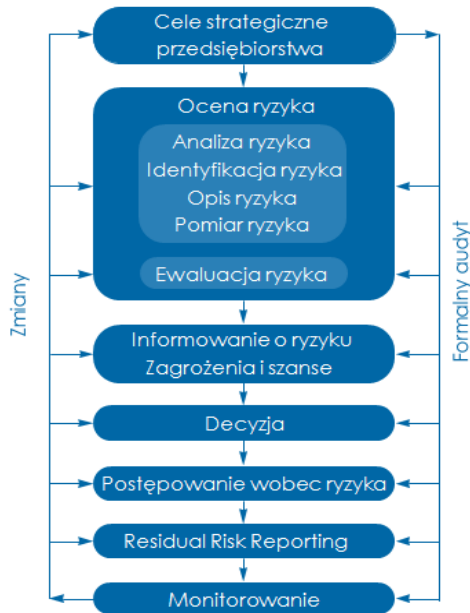 Cele strategiczne
przedsiębiorstwa
Ocena ryzyka
Analiza ryzyka
Identyfikacja ryzyka
Opis ryzyka
Pomiar ryzyka
Ewaluacja ryzyka
Informowanie o ryzyku
Zagrożenia i szanse
Decyzja
Postępowanie wobec ryzyka
Residual Risk Reporting
Monitorowanie
Zmiany
Formalny audyt